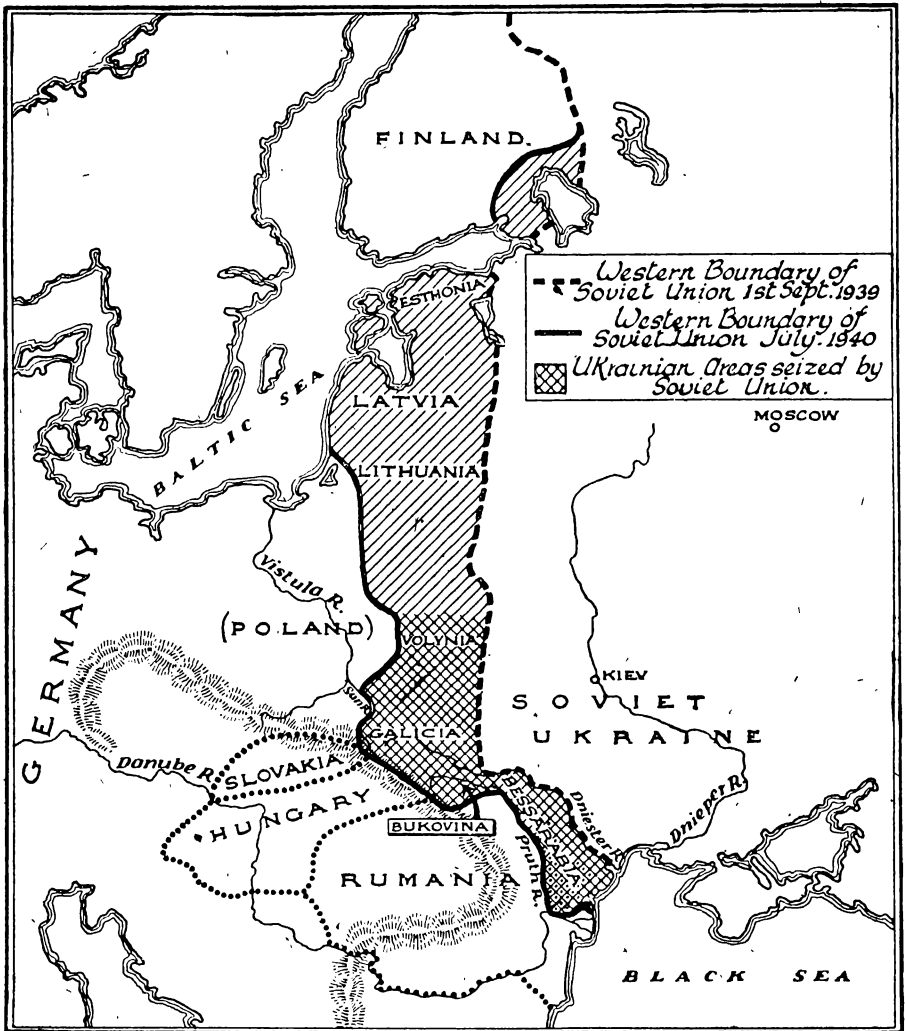 FINLAND.
Western Boundary of
Soviet Union 1st Sept. 1939
Western Boundary of
Soviet Union July. 1940
Ukrainian Areas seized by
Soviet Union.
ESTHONIA
MOSCOW
LATVIA
BALTIC SEA
LITHUANIA
GERMANY
Vistula R.
(POLAND)
VOLYNIA
KIEV
San R.
SOVIET
UKRAINE
GALICIA
Danube R.
SLOVAKIA
HUNGARY
BESSARABIA
Dniester R.
Dnieper R.
BUKOVINA
Pruth R.
RUMANIA
BLACK SEA